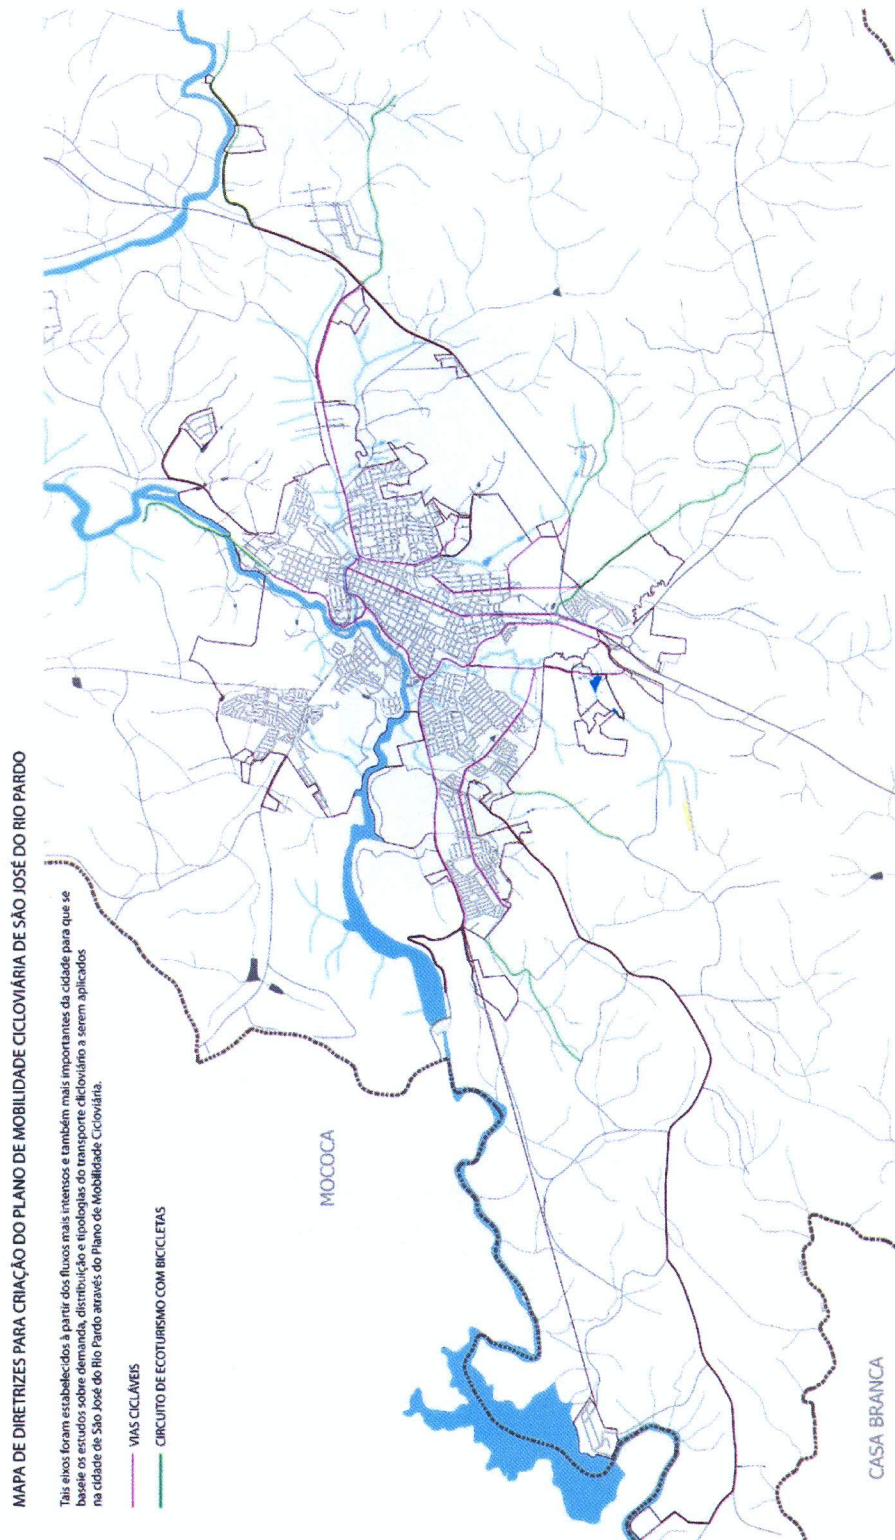 MAPA DE DIRETRIZES PARA CRIAÇÃO DO PLANO DE MOBILIDADE CICLOVIÁRIA DE SÃO JOSÉ DO RIO PARDO
Tais eixos foram estabelecidos à partir dos fluxos mais intensos e também mais importantes da cidade para que se
baseie os estudos sobre demanda, distribuição e tipologias do transporte cicloviário a serem aplicados
na cidade de São José do Rio Pardo através do Plano de Mobilidade Cicloviária.
VIAS CICLÁVEIS
CIRCUITO DE ECOTURISMO COM BICICLETAS
MOCOCA
CASA BRANCA